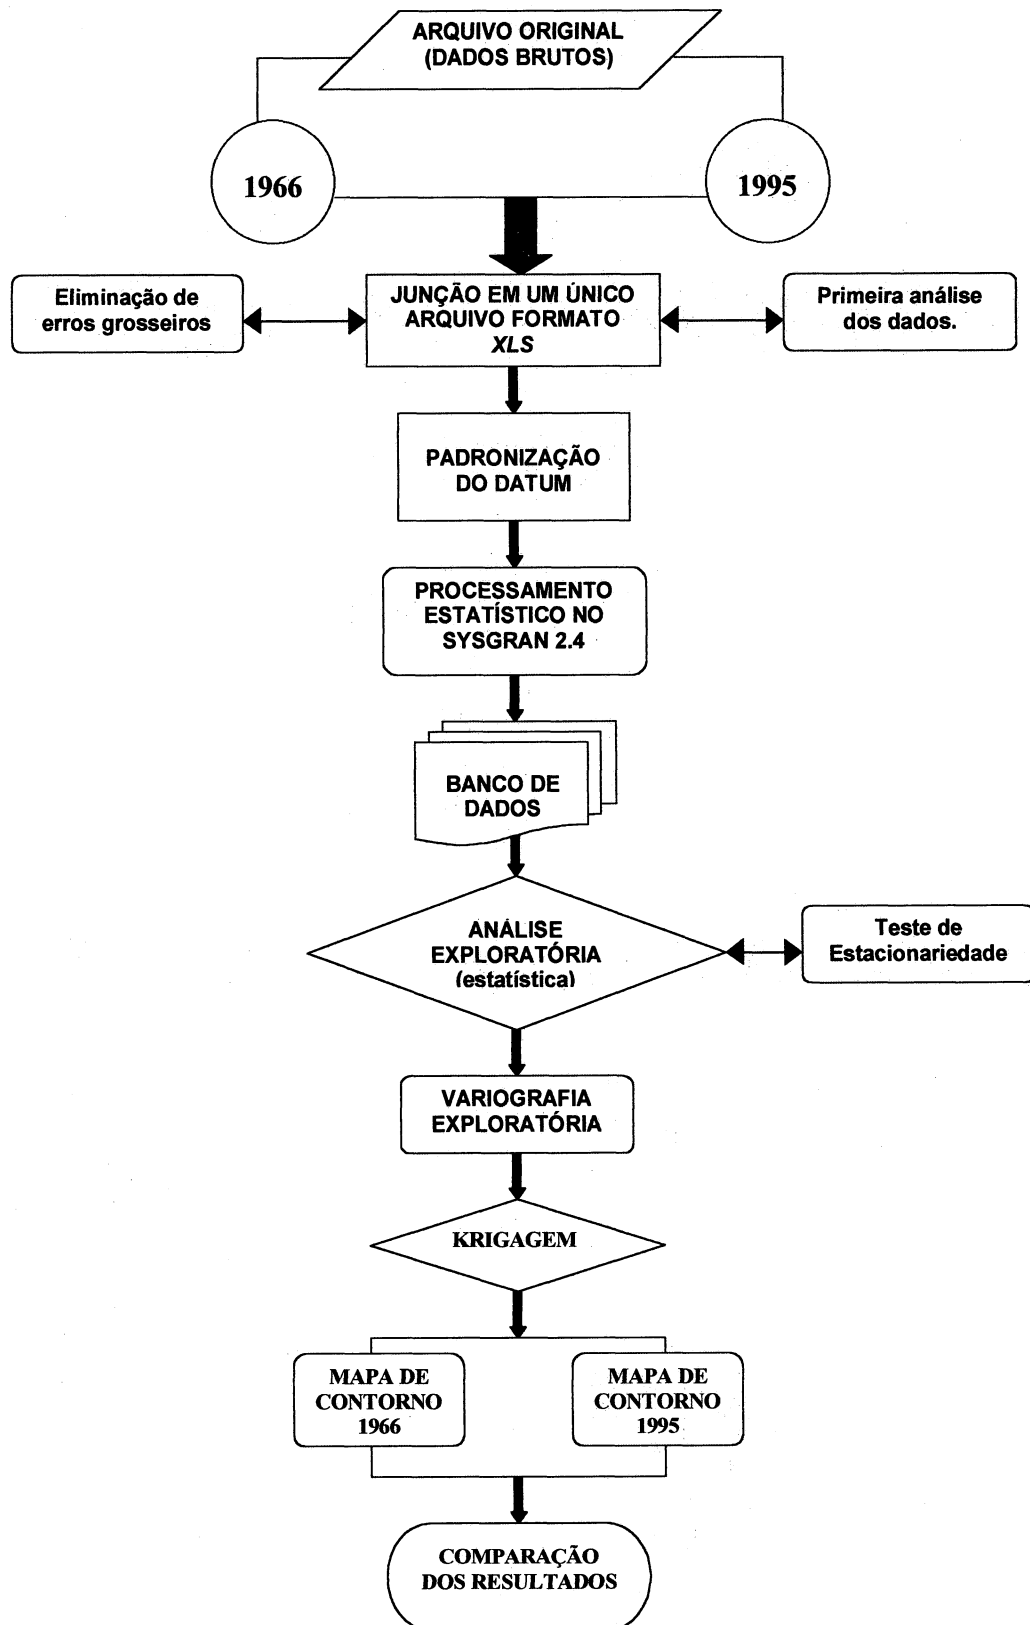 ARQUIVO ORIGINAL
(DADOS BRUTOS)
1966
1995
Eliminação de
erros grosseiros
JUNÇÃO EM UM ÚNICO
ARQUIVO FORMATO
XLS
Primeira análise
dos dados.
PADRONIZAÇÃO
DO DATUM
PROCESSAMENTO
ESTATÍSTICO NO
SYSGRAN 2.4
BANCO DE
DADOS
ANÁLISE
EXPLORATÓRIA
(estatística)
Teste de
Estacionariedade
VARIOGRAFIA
EXPLORATÓRIA
KRIGAGEM
MAPA DE
CONTORNO
1966
MAPA DE
CONTORNO
1995
COMPARAÇÃO
DOS RESULTADOS